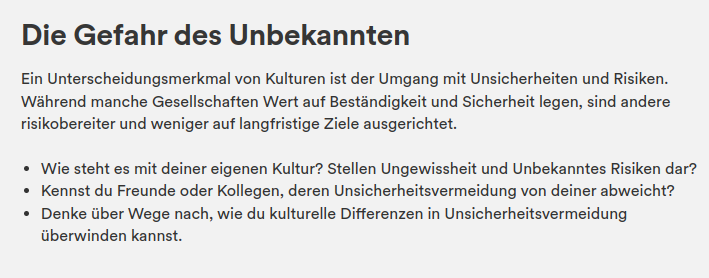 Die Gefahr des Unbekannten
Ein Unterscheidungsmerkmal von Kulturen ist der Umgang mit Unsicherheiten und Risiken.
Während manche Gesellschaften Wert auf Beständigkeit und Sicherheit legen, sind andere
risikobereiter und weniger auf langfristige Ziele ausgerichtet.
• Wie steht es mit deiner eigenen Kultur? Stellen Ungewissheit und Unbekanntes Risiken dar?
• Kennst du Freunde oder Kollegen, deren Unsicherheitsvermeidung von deiner abweicht?
• Denke über Wege nach, wie du kulturelle Differenzen in Unsicherheitsvermeidung
überwinden kannst.